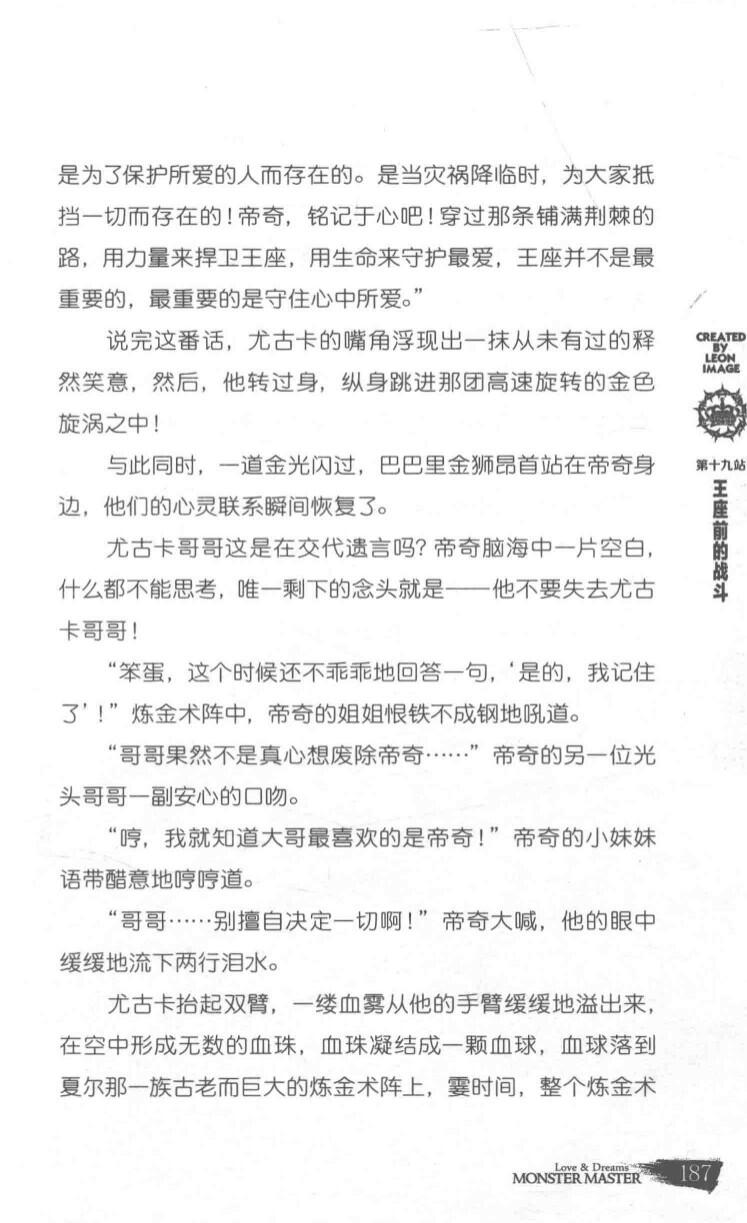 是为了保护所爱的人而存在的。是当灾祸降临时，为大家抵
挡一切而存在的！帝奇，铭记于心吧！穿过那条铺满荆棘的
路，用力量来捍卫王座，用生命来守护最爱，王座并不是最
重要的，最重要的是守住心中所爱。”
说完这番话，尤古卡的嘴角浮现出一抹从未有过的释
然笑意，然后，他转过身，纵身跳进那团高速旋转的金色
旋涡之中！
与此同时，一道金光闪过，巴巴里金狮昂首站在帝奇身
边，他们的心灵联系瞬间恢复了。
尤古卡哥哥这是在交代遗言吗？帝奇脑海中一片空白，
什么都不能思考，唯一剩下的念头就是——他不要失去尤古
卡哥哥！
“笨蛋，这个时候还不乖乖地回答一句，‘是的，我记住
了’！”炼金术阵中，帝奇的姐姐恨铁不成钢地吼道。
“哥哥果然不是真心想废除帝奇……”帝奇的另一位光
头哥哥一副安心的口吻。
“哼，我就知道大哥最喜欢的是帝奇！”帝奇的小妹妹
语带醋意地哼哼道。
“哥哥……别擅自决定一切啊！”帝奇大喊，他的眼中
缓缓地流下两行泪水。
尤古卡抬起双臂，一缕血雾从他的手臂缓缓地溢出来，
在空中形成无数的血珠，血珠凝结成一颗血球，血球落到
夏尔那一族古老而巨大的炼金术阵上，霎时间，整个炼金术
CREATED
BY
LEON
IMAGE
第十九站
王座前的战斗
Love & Dreams
MONSTER MASTER
187